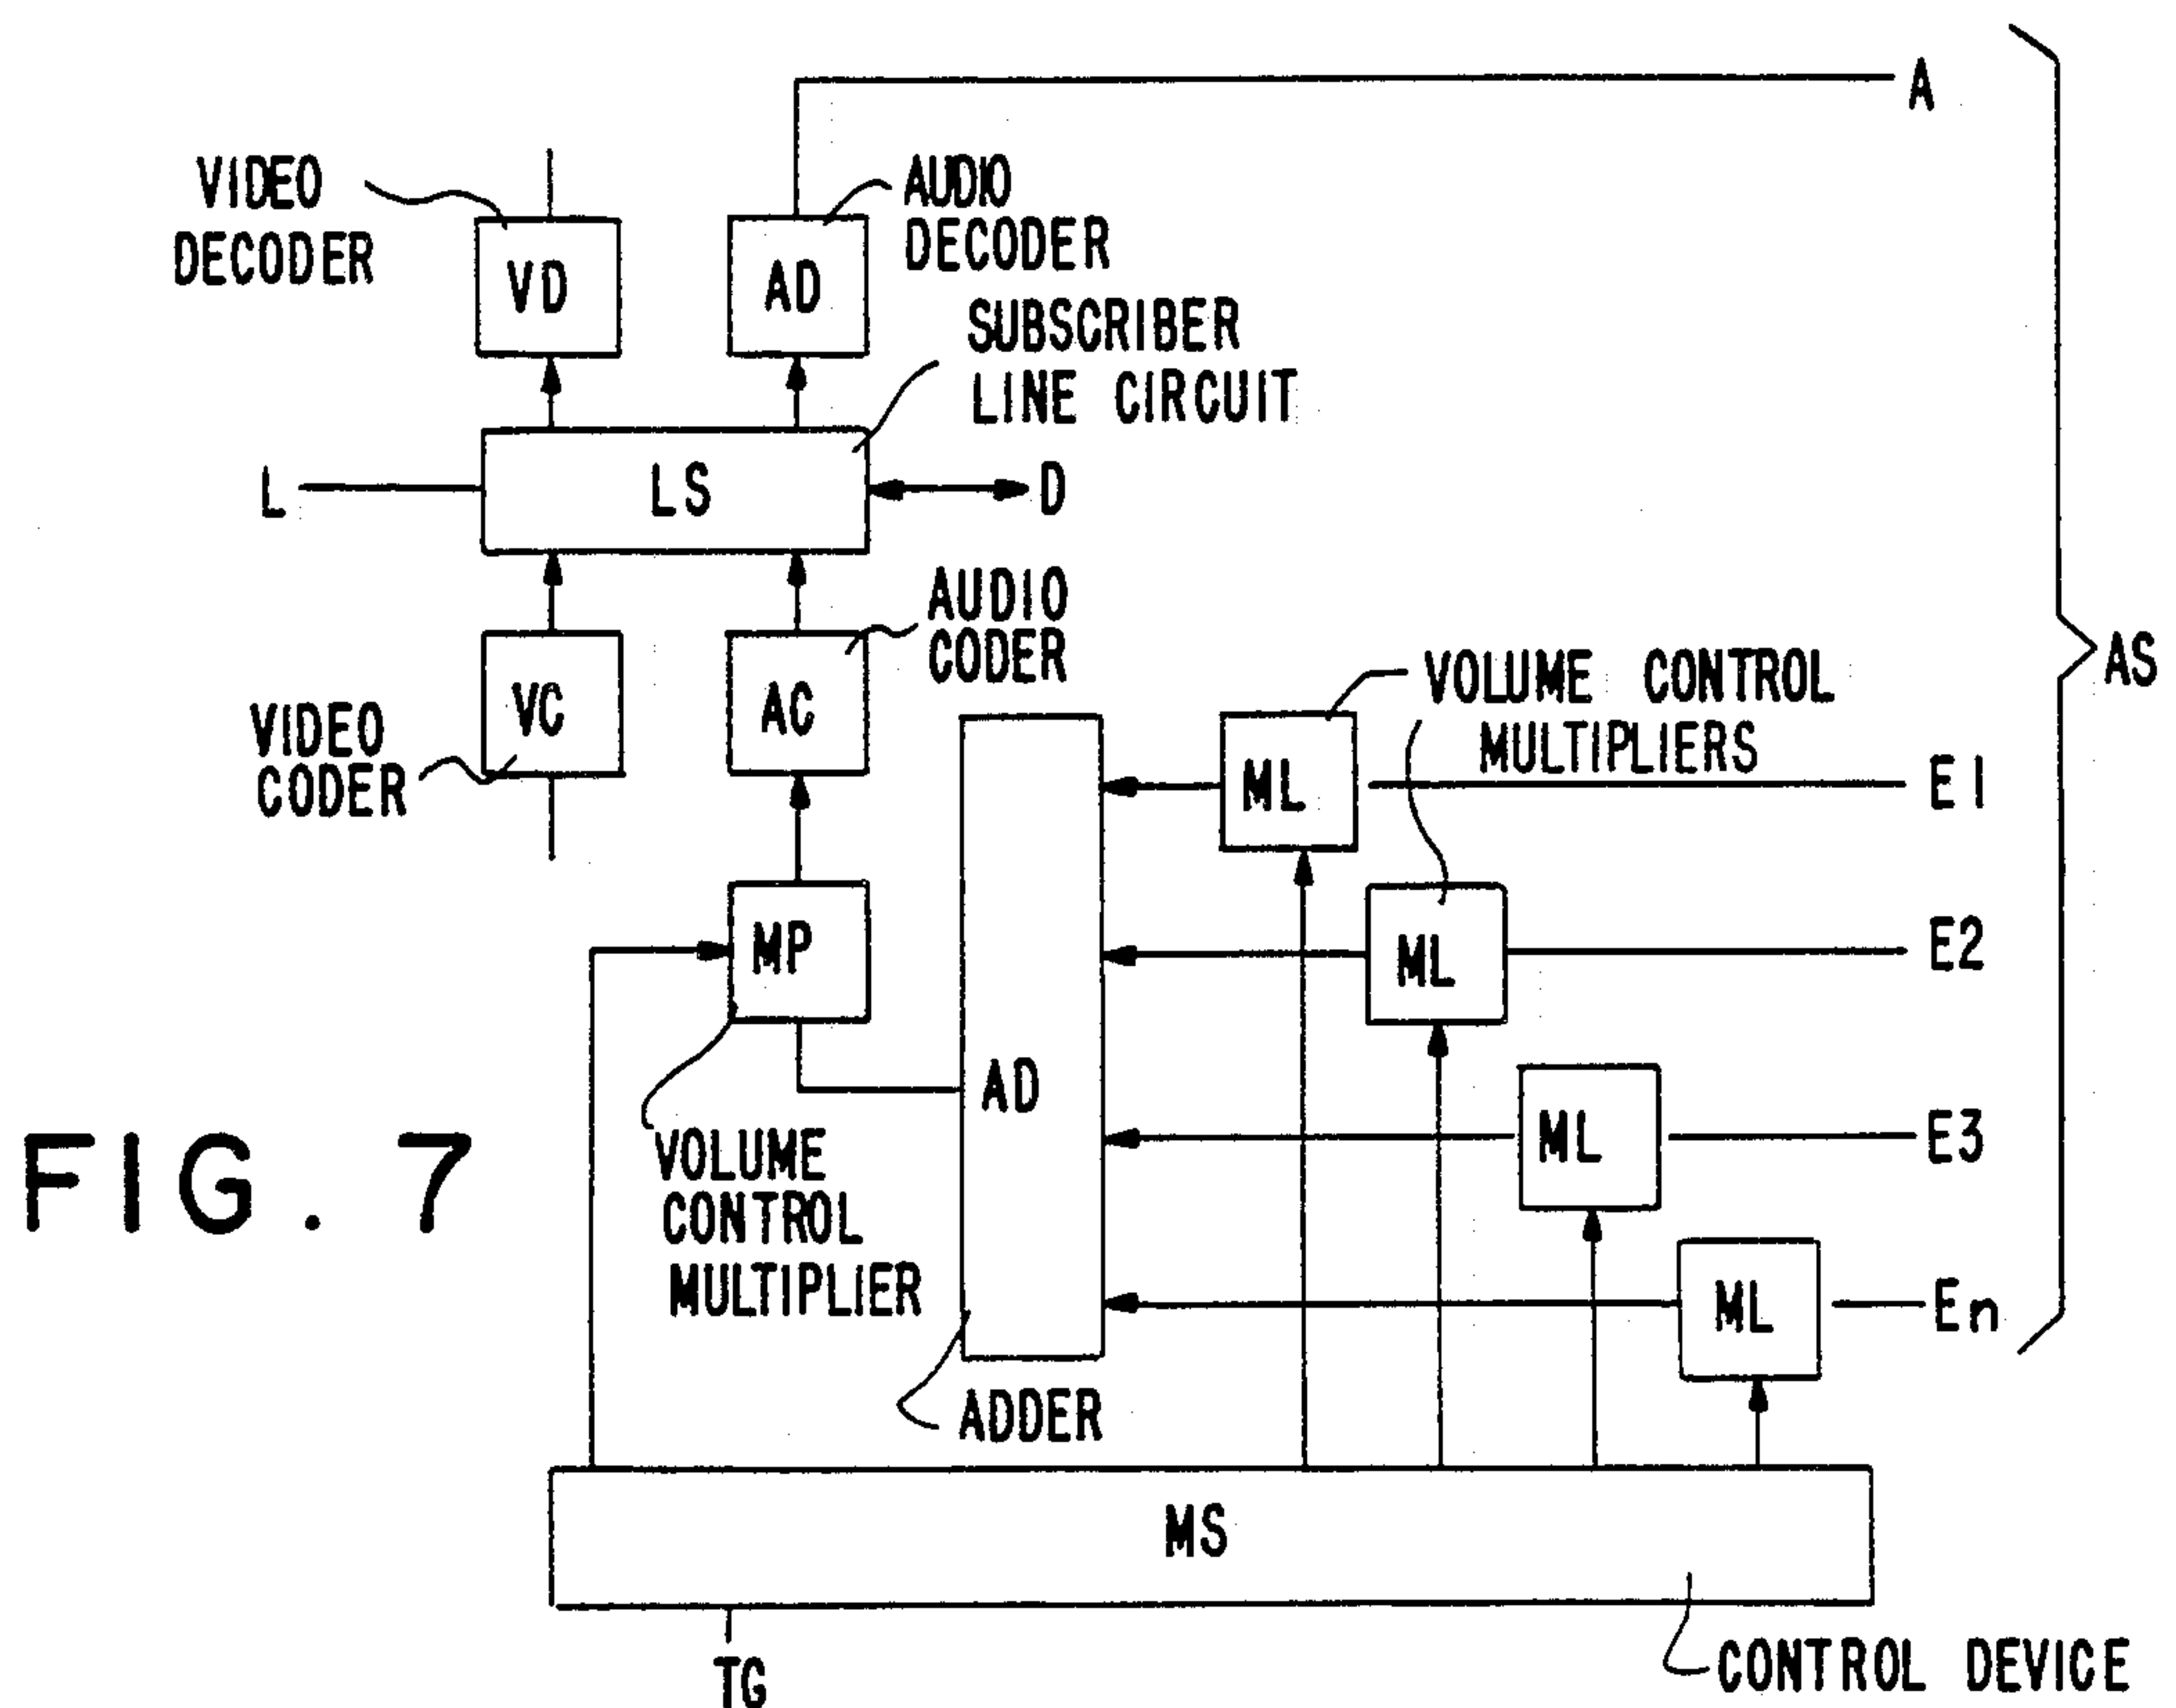 A
VIDEO
DECODER
VD
AD
AUDIO
DECODER
SUBSCRIBER
LINE CIRCUIT
L
LS
D
AUDIO
CODER
VIDEO
CODER
VC
AC
VOLUME CONTROL
MULTIPLIERS
AS
ML
E1
MP
ML
E2
AD
ML
E3
VOLUME
CONTROL
MULTIPLIER
FIG. 7
ML
En
ADDER
MS
TG
CONTROL DEVICE